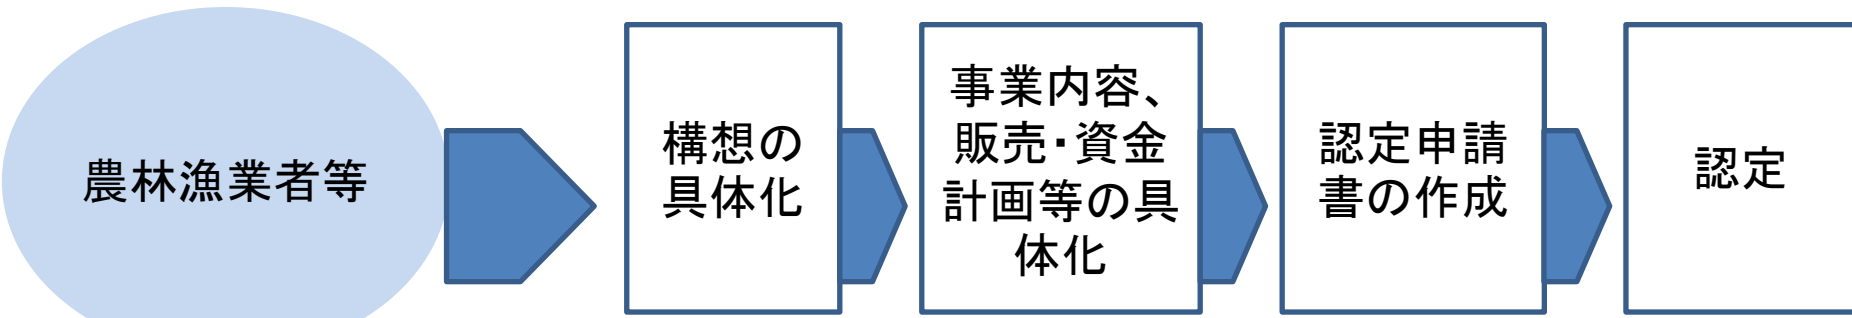 農林漁業者等
構想の
具体化
事業内容、
販売・資金
計画等の具
体化
認定申請
書の作成
認定